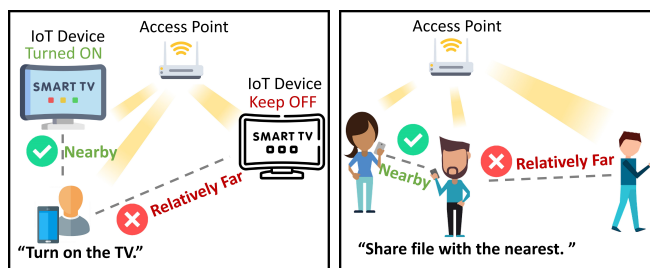 Access Point
IoT Device
Turned ON
SMART TV
IoT Device
Keep OFF
SMART TV
Nearby
Relatively Far
“Turn on the TV.”
Access Point
Nearby
Relatively Far
“Share file with the nearest. ”